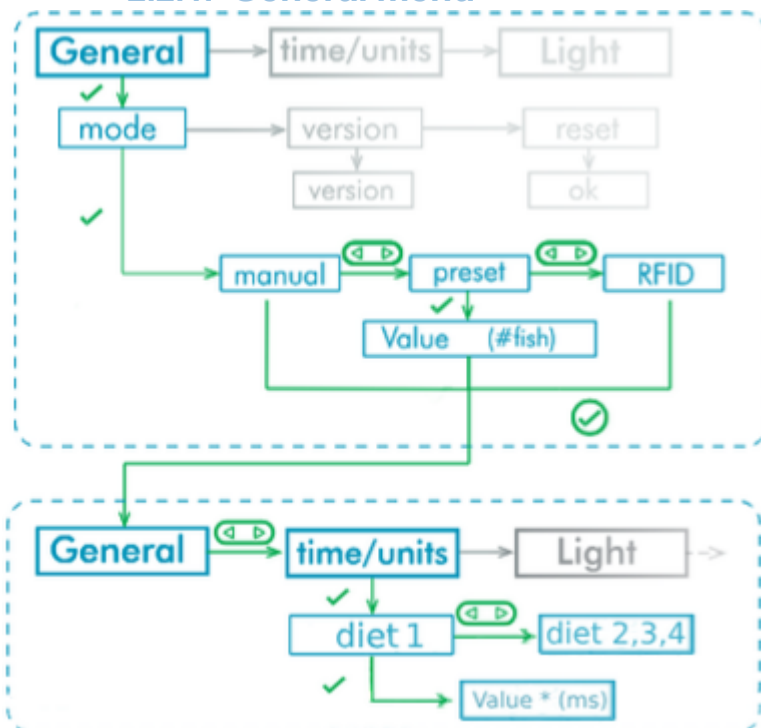 General time/units Light
mode version reset
version ok
manual preset RFID
Value (#fish)
General time/units Light
diet 1 diet 2,3,4
Value * (ms)